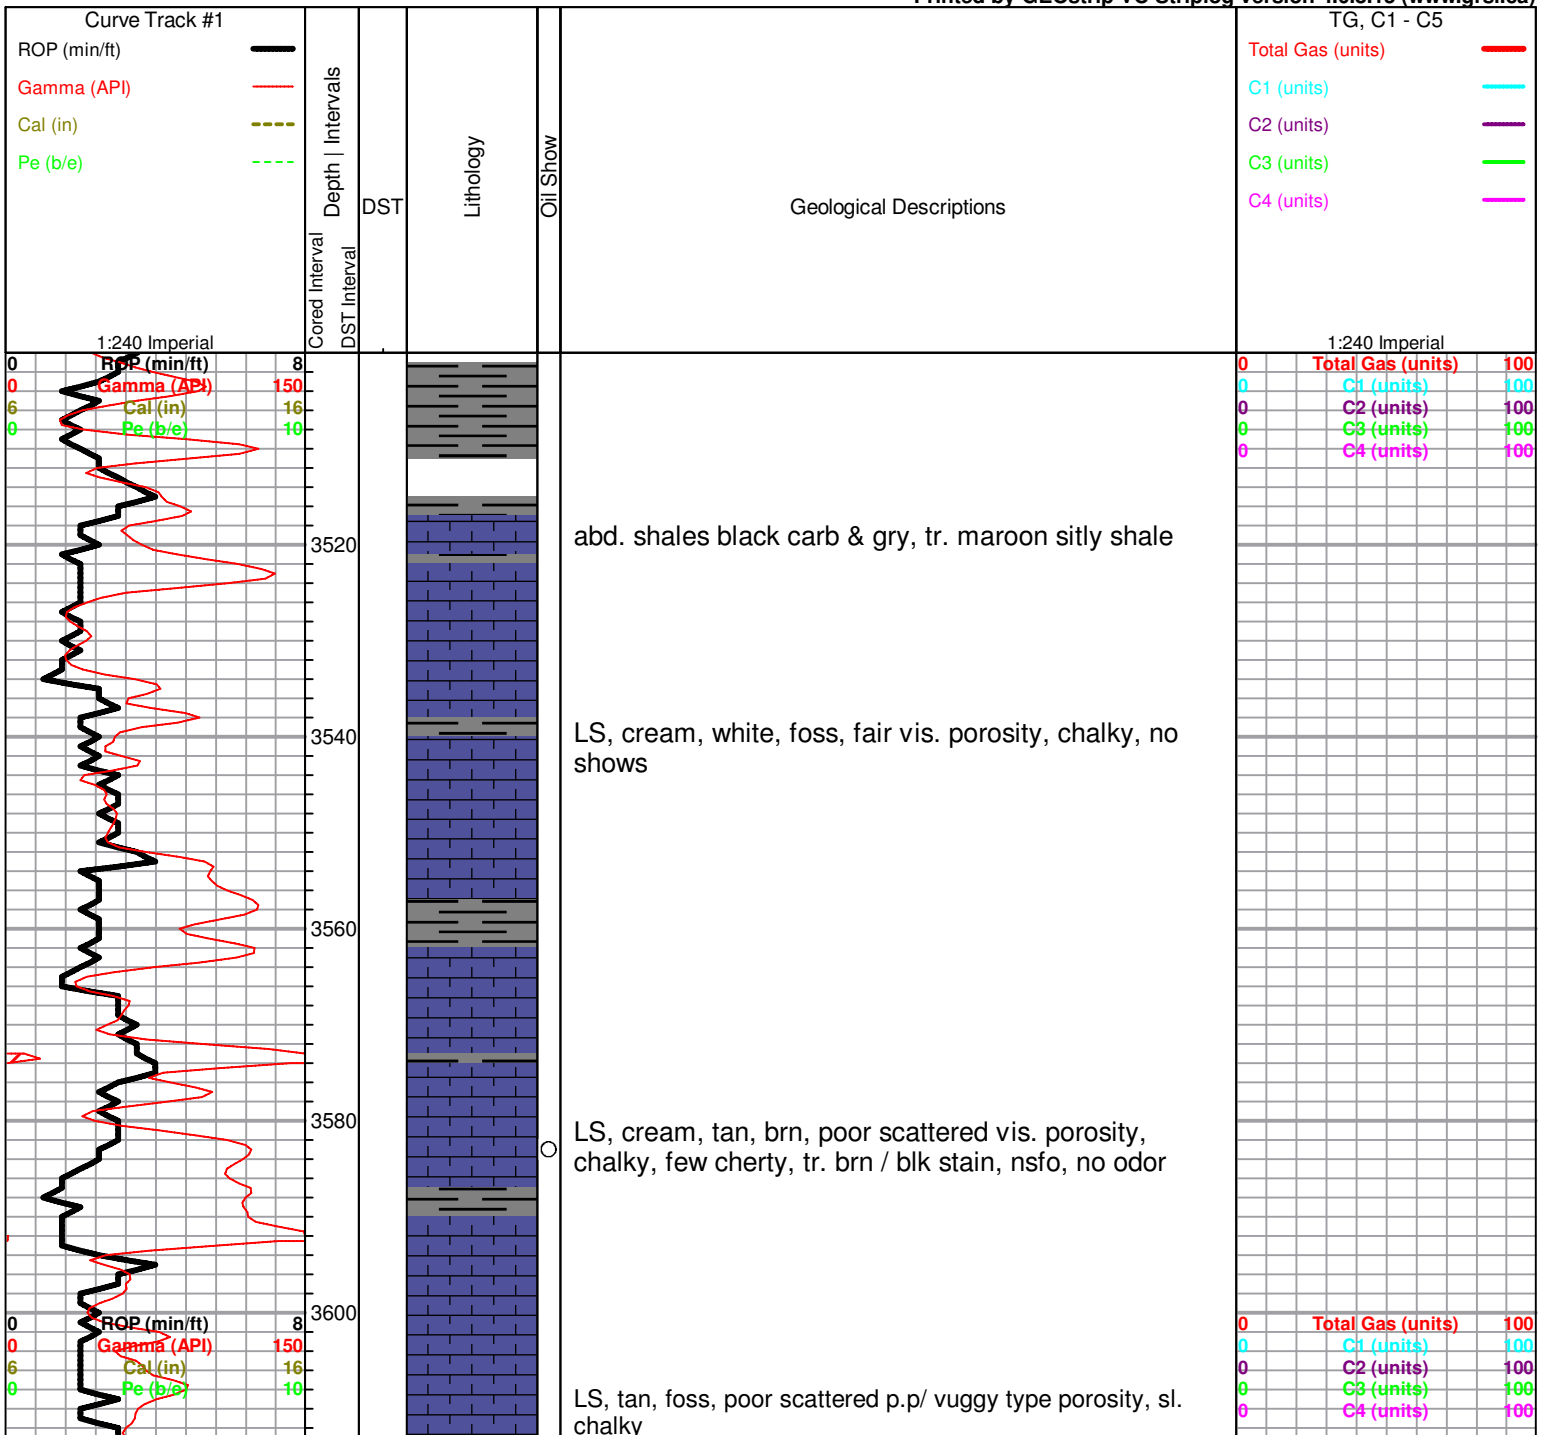 Curve Track #1
ROP (min/ft)
Gamma (API)
Cal (in)
Pe (b/e)
1:240 Imperial
Depth | Intervals
Cored Interval
DST Interval
DST
Lithology
Oil Show
Geological Descriptions
TG, C1 - C5
Total Gas (units)
C1 (units)
C2 (units)
C3 (units)
C4 (units)
1:240 Imperial
0 ROP (min/ft) 8
0 Gamma (API) 150
6 Cal (in) 16
0 Pe (b/e) 10
0 Total Gas (units) 100
0 C1 (units) 100
0 C2 (units) 100
0 C3 (units) 100
0 C4 (units) 100
3520
abd. shales black carb & gry, tr. maroon sitly shale
3540
LS, cream, white, foss, fair vis. porosity, chalky, no
shows
3560
3580
LS, cream, tan, brn, poor scattered vis. porosity,
chalky, few cherty, tr. brn / blk stain, nsfo, no odor
3600
0 ROP (min/ft) 8
0 Gamma (API) 150
6 Cal (in) 16
0 Pe (b/e) 10
0 Total Gas (units) 100
0 C1 (units) 100
0 C2 (units) 100
0 C3 (units) 100
0 C4 (units) 100
LS, tan, foss, poor scattered p.p/ vuggy type porosity, sl.
chalky